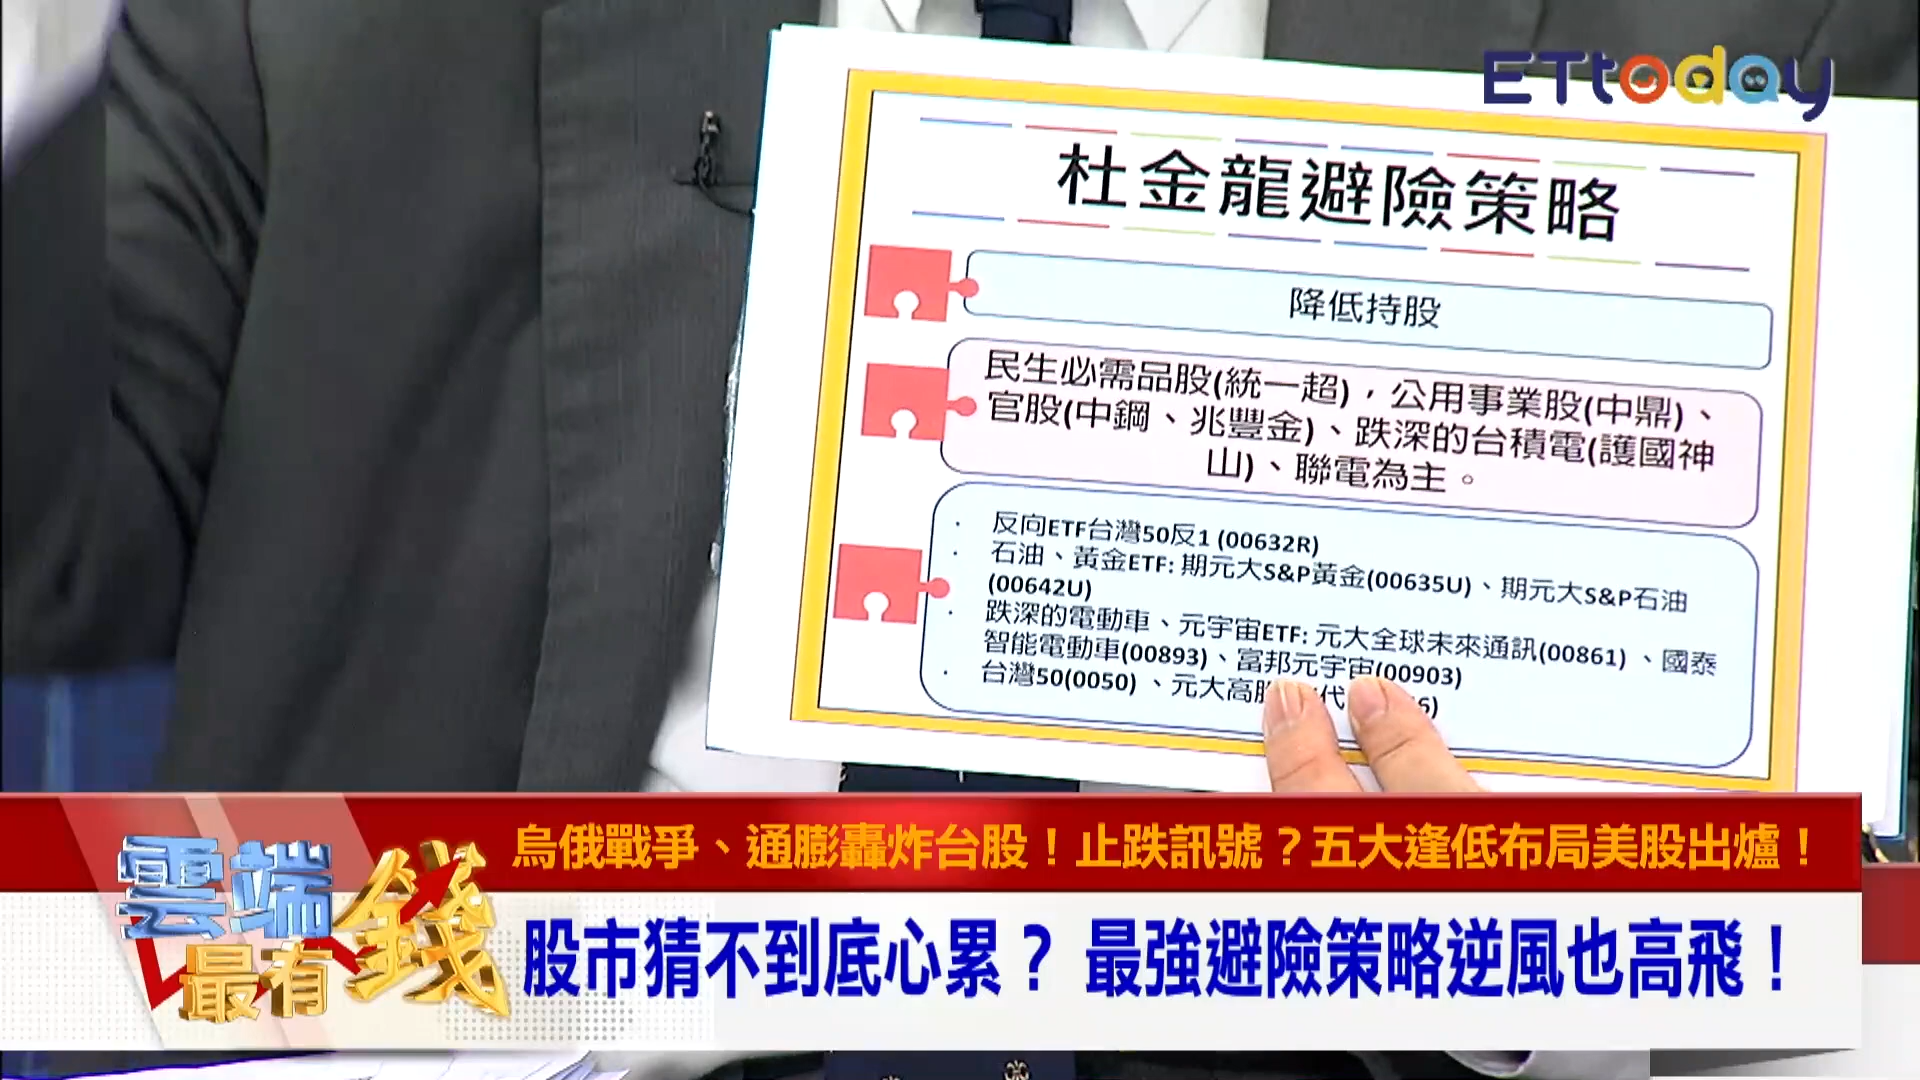 ETtoday
杜金龍避險策略
降低持股
民生必需品股(統一超)，公用事業股(中鼎)、
官股(中鋼、兆豐金)、跌深的台積電(護國神
山)、聯電為主。
· 反向ETF台灣50反1 (00632R)
· 石油、黃金ETF: 期元大S&P黃金(00635U)、期元大S&P石油
(00642U)
· 跌深的電動車、元宇宙ETF: 元大全球未來通訊(00861) 、國泰
智能電動車(00893)、富邦元宇宙(00903)
· 台灣50(0050) 、元大高股 代 6)
烏俄戰爭、通膨轟炸台股！止跌訊號？五大逢低布局美股出爐！
雲端最有錢
股市猜不到底心累？ 最強避險策略逆風也高飛！